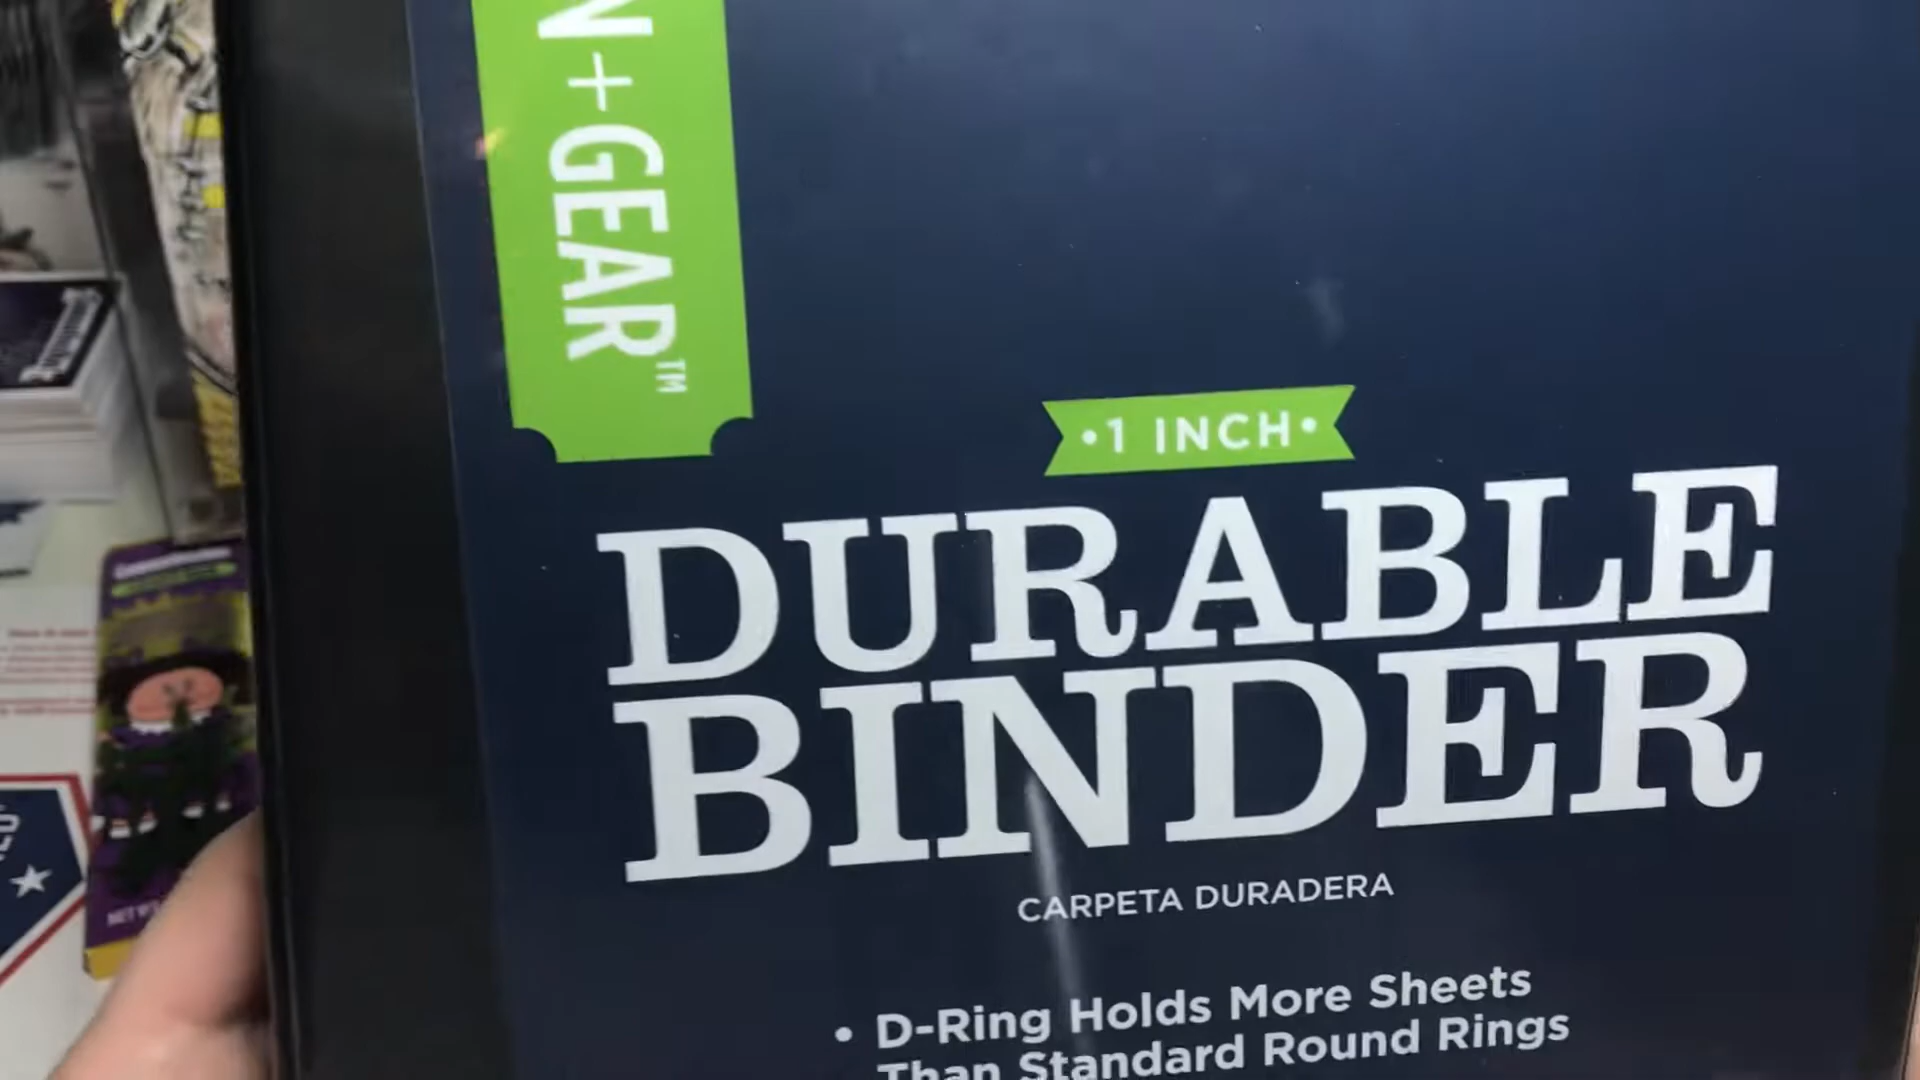 N+GEAR™
•1 INCH•
DURABLE
BINDER
CARPETA DURADERA
• D-Ring Holds More Sheets
Than Standard Round Rings